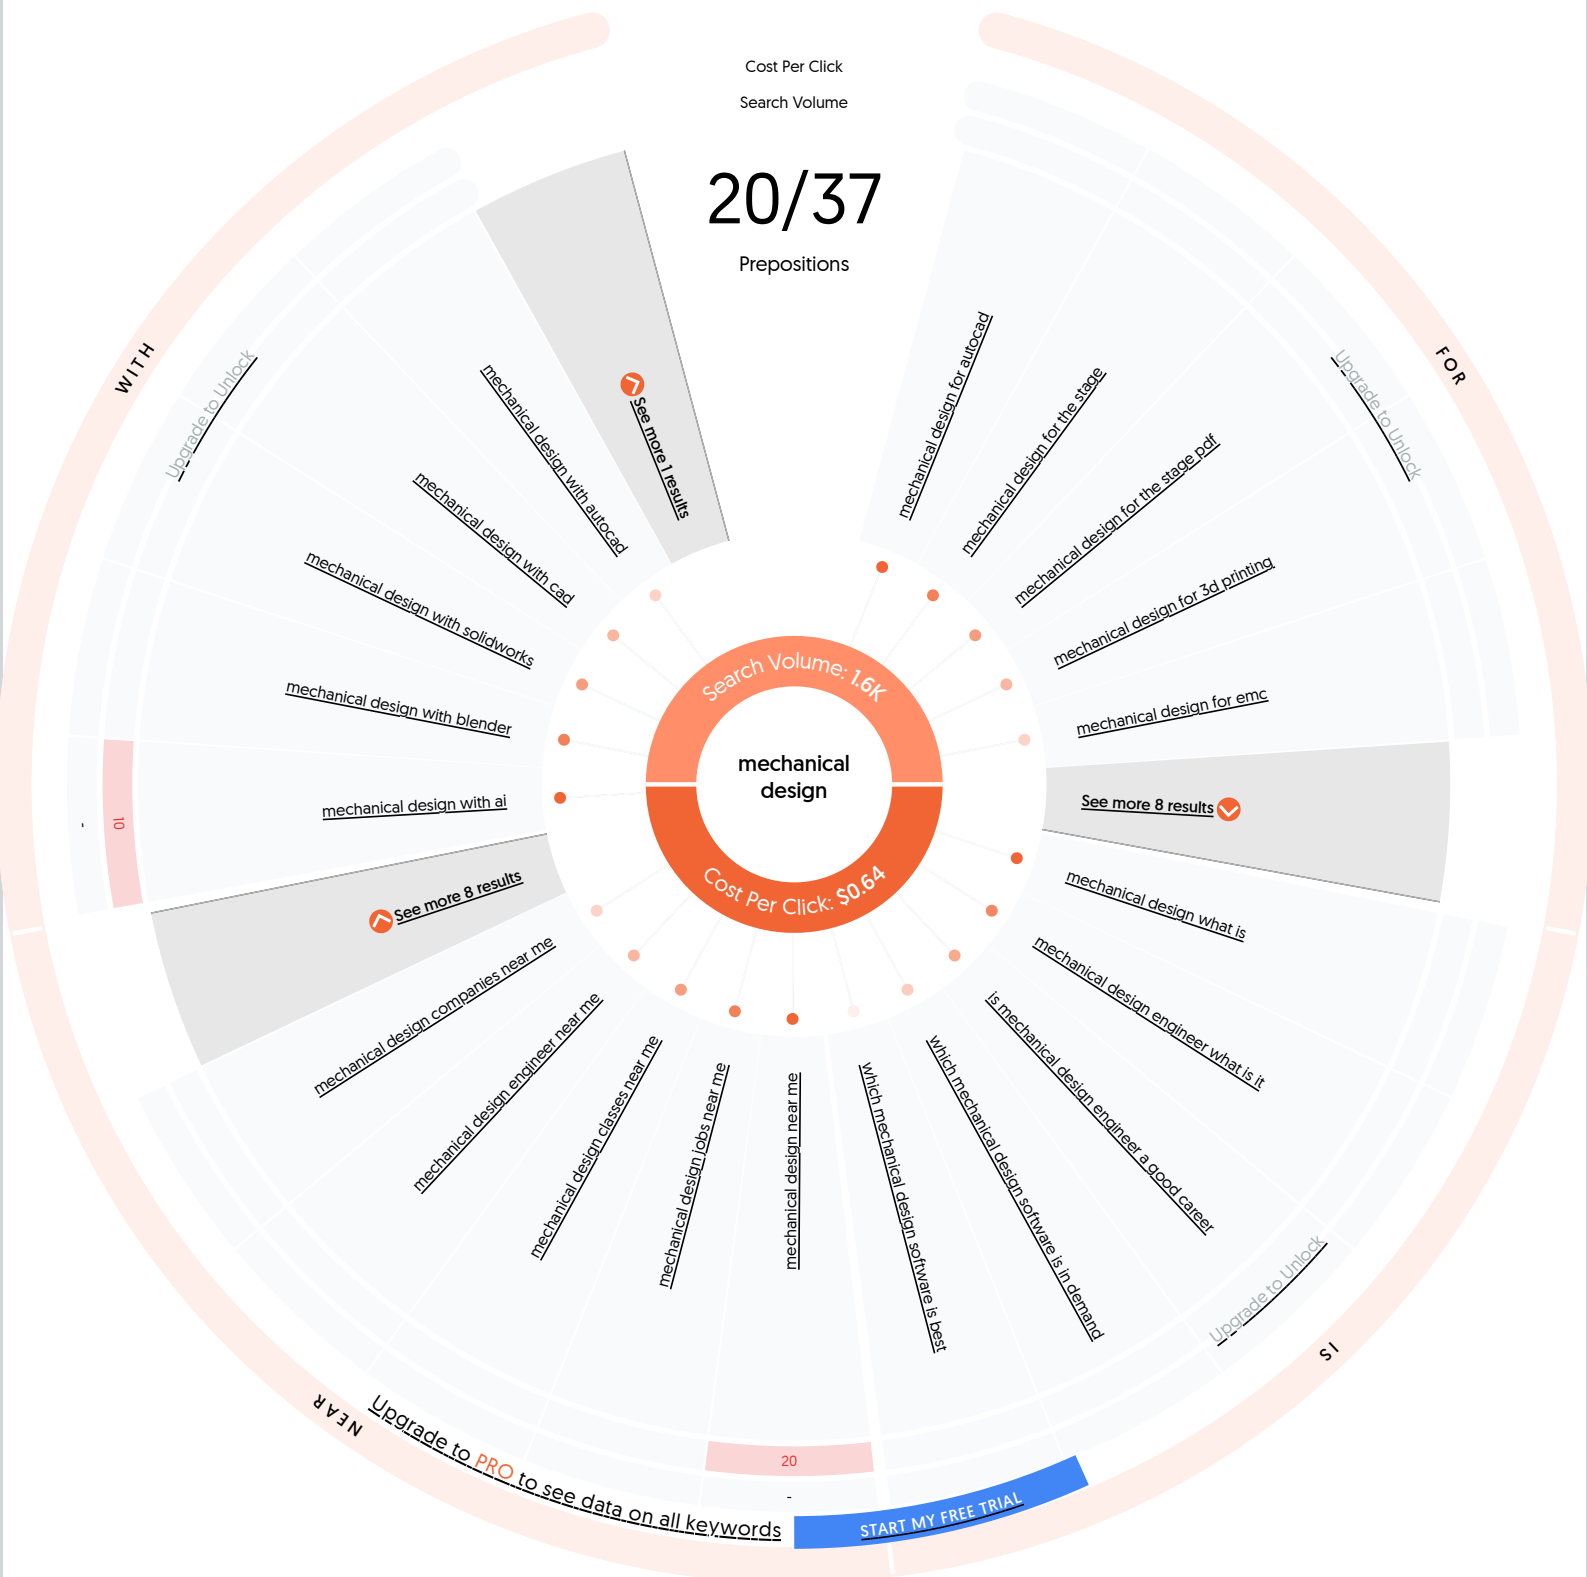 Cost Per Click
Search Volume
20/37
Prepositions
FOR
mechanical design for autocad
mechanical design for the stage
mechanical design for the stage pdf
mechanical design for 3d printing
mechanical design for emc
See more 8 results
Upgrade to Unlock
IS
mechanical design what is
mechanical design engineer what is it
is mechanical design engineer a good career
which mechanical design software is in demand
which mechanical design software is best
Upgrade to Unlock
NEAR
mechanical design near me
20
-
mechanical design jobs near me
mechanical design classes near me
mechanical design engineer near me
mechanical design companies near me
See more 8 results
WITH
mechanical design with ai
10
-
mechanical design with blender
mechanical design with solidworks
mechanical design with cad
mechanical design with autocad
See more 1 results
Upgrade to Unlock
Search Volume: 1.6K
mechanical
design
Cost Per Click: $0.64
Upgrade to PRO to see data on all keywords
START MY FREE TRIAL